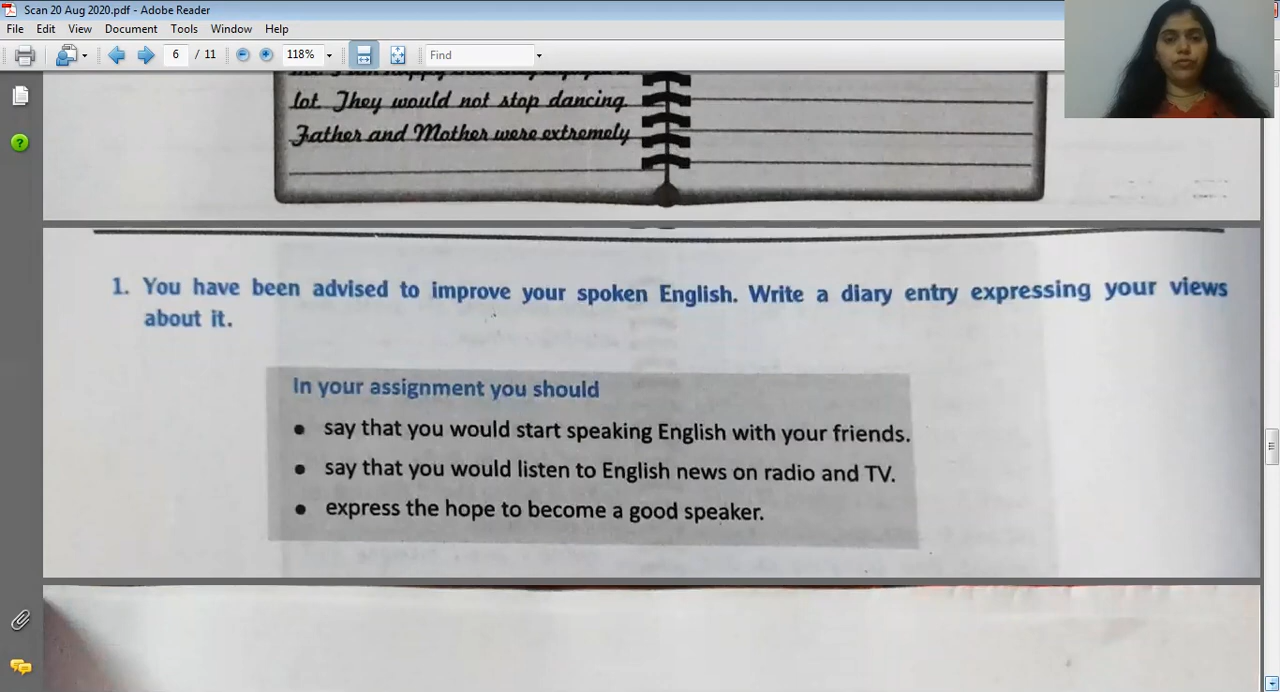 Scan 20 Aug 2020.pdf - Adobe Reader
File Edit View Document Tools Window Help
6 / 11 118% Find
lot. They would not stop dancing
Father and Mother were extremely
1. You have been advised to improve your spoken English. Write a diary entry expressing your views
about it.
In your assignment you should
• say that you would start speaking English with your friends.
• say that you would listen to English news on radio and TV.
• express the hope to become a good speaker.